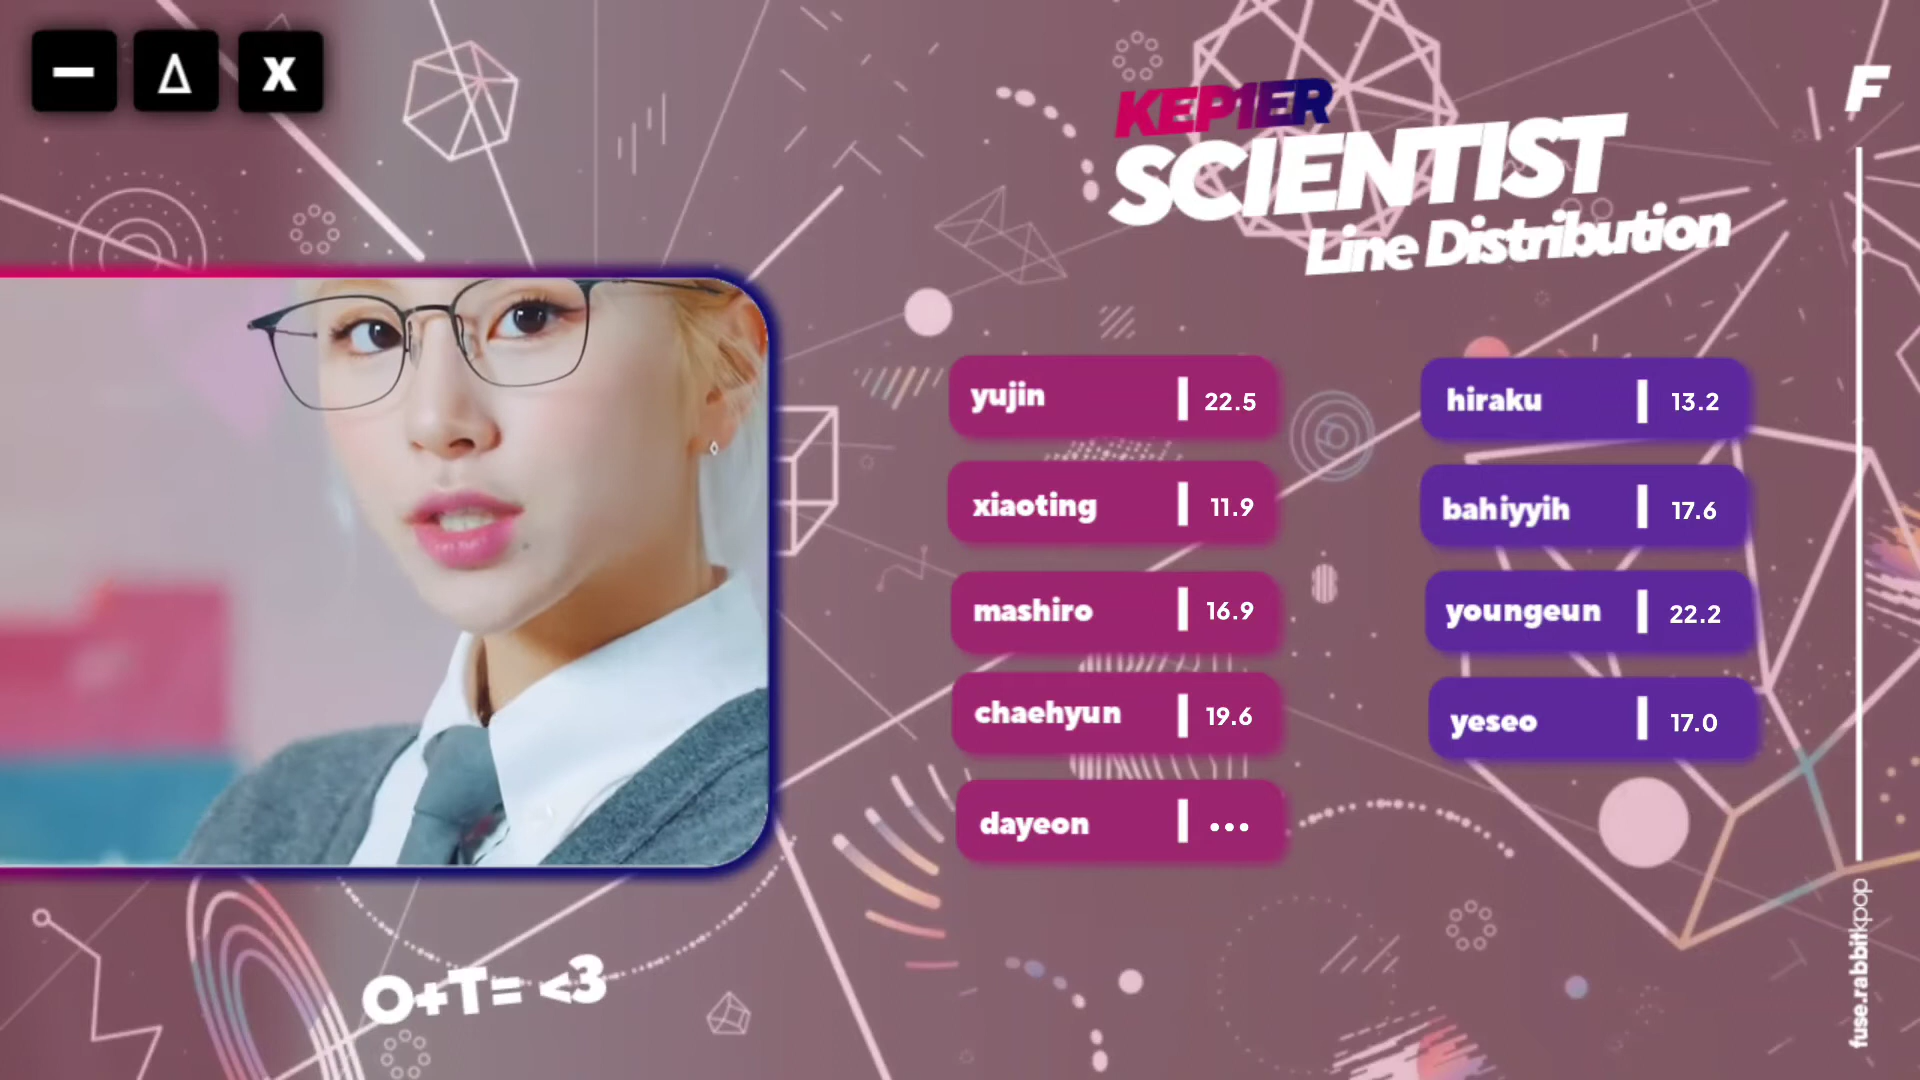 – Δ X
F
KEP1ER
SCIENTIST
Line Distribution
yujin 22.5
xiaoting 11.9
mashiro 16.9
chaehyun 19.6
dayeon ...
hiraku 13.2
bahiyyih 17.6
youngeun 22.2
yeseo 17.0
O+T= <3
fuse.rabbitkpop